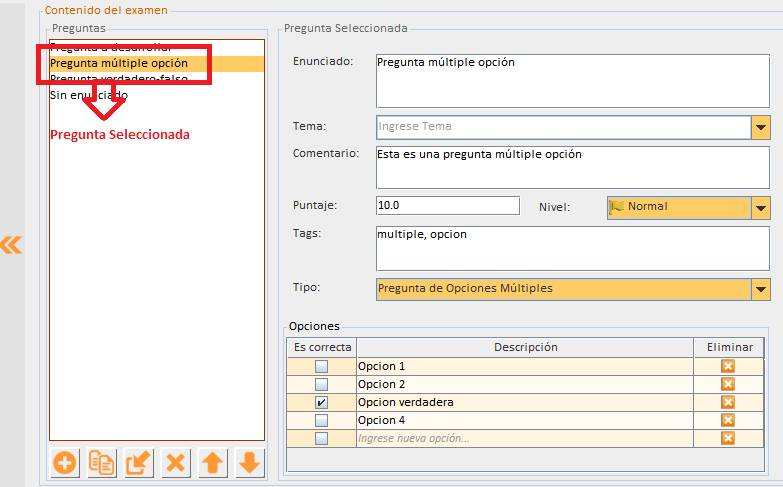 Contenido del examen
Preguntas
Pregunta a desarrollar
Pregunta múltiple opción
Pregunta verdadero-falso
Sin enunciado
Pregunta Seleccionada
Pregunta Seleccionada
Enunciado: Pregunta múltiple opción
Tema: Ingrese Tema
Comentario: Esta es una pregunta múltiple opción
Puntaje: 10.0 Nivel: Normal
Tags: multiple, opcion
Tipo: Pregunta de Opciones Múltiples
Opciones
Es correcta Descripción Eliminar
Opcion 1
Opcion 2
Opcion verdadera
Opcion 4
Ingrese nueva opción...